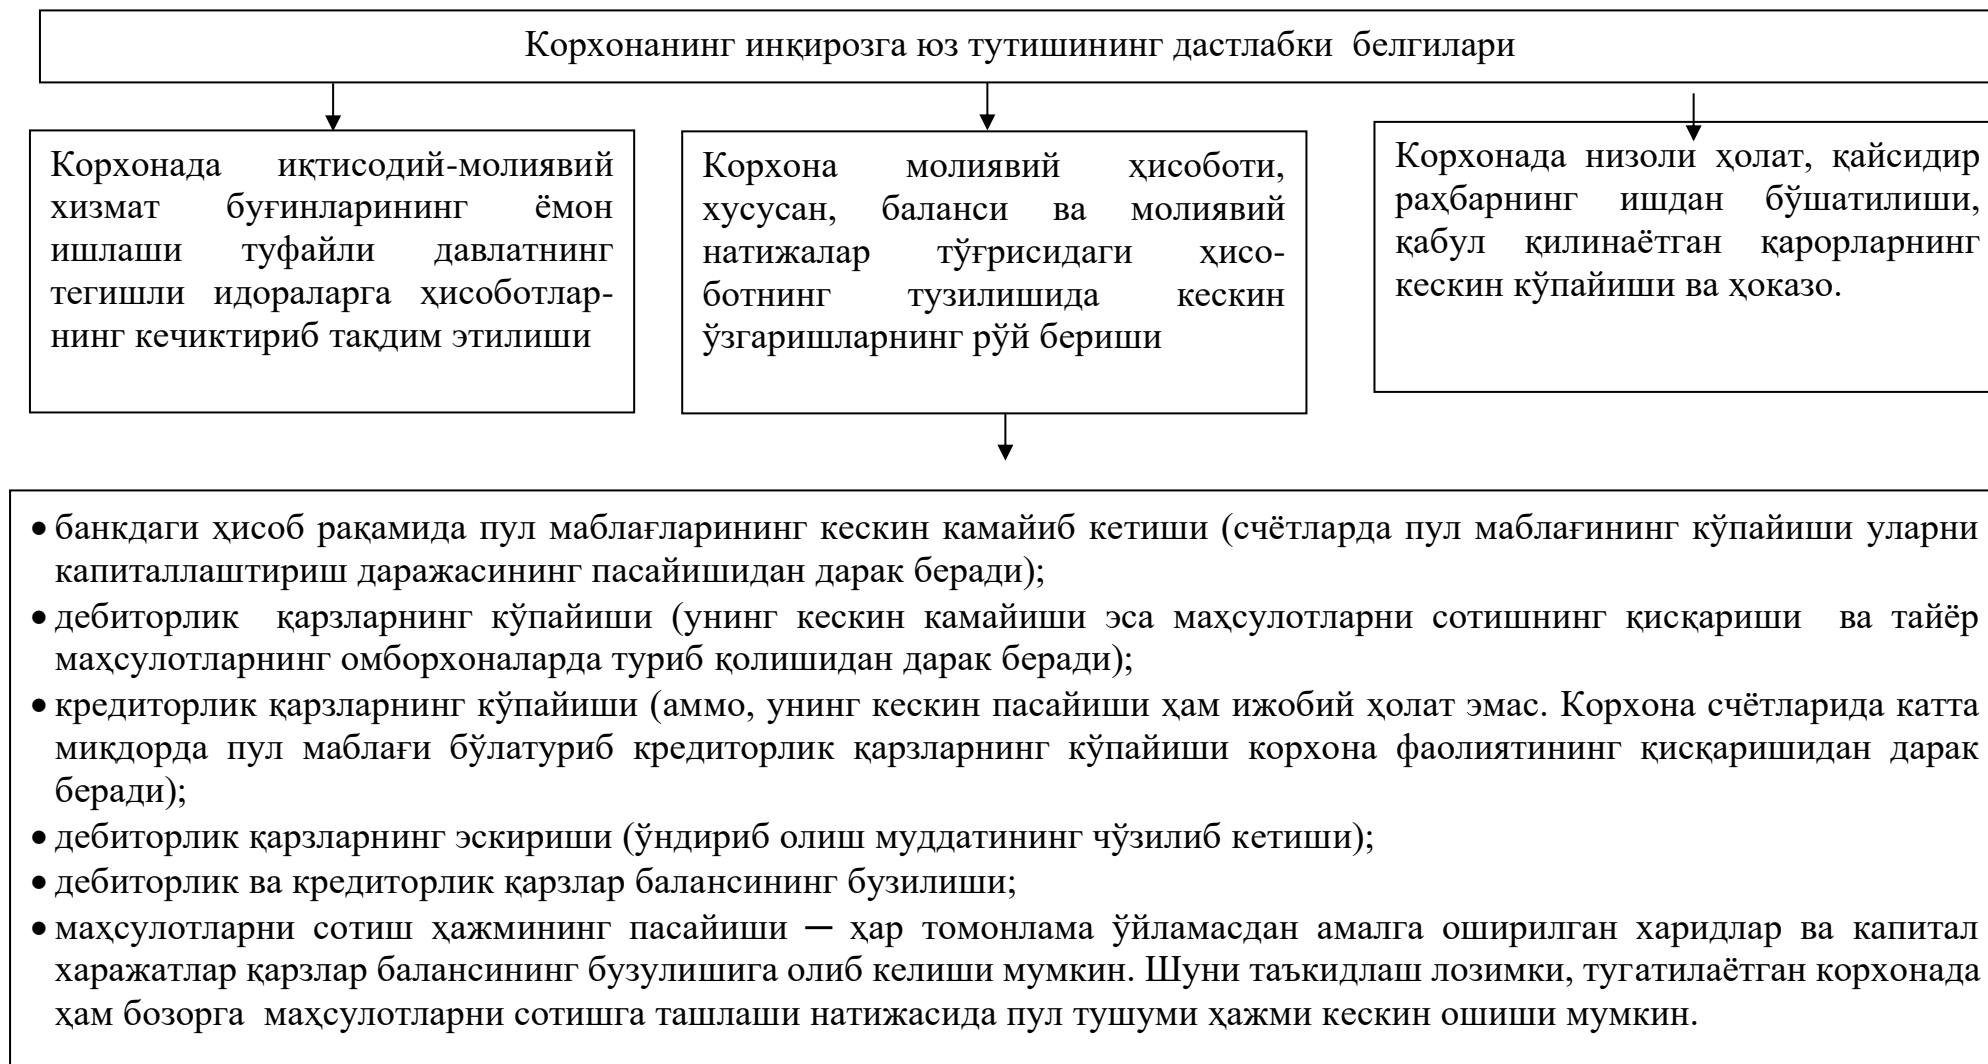 Корхонанинг инқирозга юз тутишининг дастлабки белгилари
Корхонада иқтисодий-молиявий
хизмат буғинларининг ёмон
ишлаши туфайли давлатнинг
тегишли идораларга ҳисоботлар-
нинг кечиктириб тақдим этилиши
Корхона молиявий ҳисоботи,
хусусан, баланси ва молиявий
натижалар тўғрисидаги ҳисо-
ботнинг тузилишида кескин
ўзгаришларнинг рўй бериши
Корхонада низоли ҳолат, қайсидир
раҳбарнинг ишдан бўшатилиши,
қабул қилинаётган қарорларнинг
кескин кўпайиши ва ҳоказо.
• банкдаги ҳисоб рақамида пул маблағларининг кескин камайиб кетиши (счётларда пул маблағининг кўпайиши уларни
капиталлаштириш даражасининг пасайишидан дарак беради);
• дебиторлик қарзларнинг кўпайиши (унинг кескин камайиши эса маҳсулотларни сотишнинг қисқариши ва тайёр
маҳсулотларнинг омборхоналарда туриб қолишидан дарак беради);
• кредиторлик қарзларнинг кўпайиши (аммо, унинг кескин пасайиши ҳам ижобий ҳолат эмас. Корхона счётларида катта
миқдорда пул маблағи бўлатуриб кредиторлик қарзларнинг кўпайиши корхона фаолиятининг қисқаришидан дарак
беради);
• дебиторлик қарзларнинг эскириши (ўндириб олиш муддатининг чўзилиб кетиши);
• дебиторлик ва кредиторлик қарзлар балансининг бузилиши;
• маҳсулотларни сотиш ҳажмининг пасайиши ─ ҳар томонлама ўйламасдан амалга оширилган харидлар ва капитал
харажатлар қарзлар балансининг бузулишига олиб келиши мумкин. Шуни таъкидлаш лозимки, тугатилаётган корхонада
ҳам бозорга маҳсулотларни сотишга ташлаши натижасида пул тушуми ҳажми кескин ошиши мумкин.